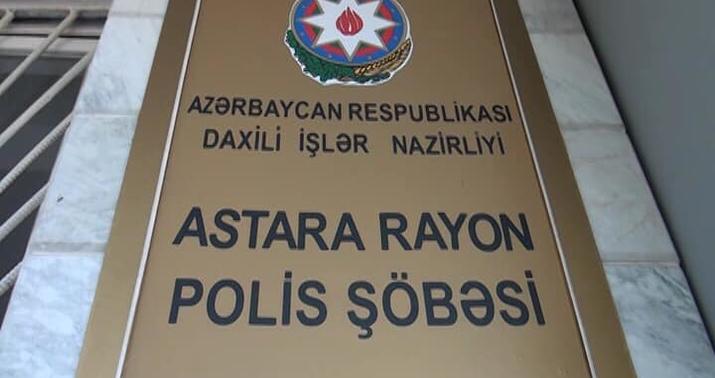 AZƏRBAYCAN RESPUBLİKASI
DAXİLİ İŞLƏR NAZİRLİYİ
ASTARA RAYON
POLİS ŞÖBƏSİ